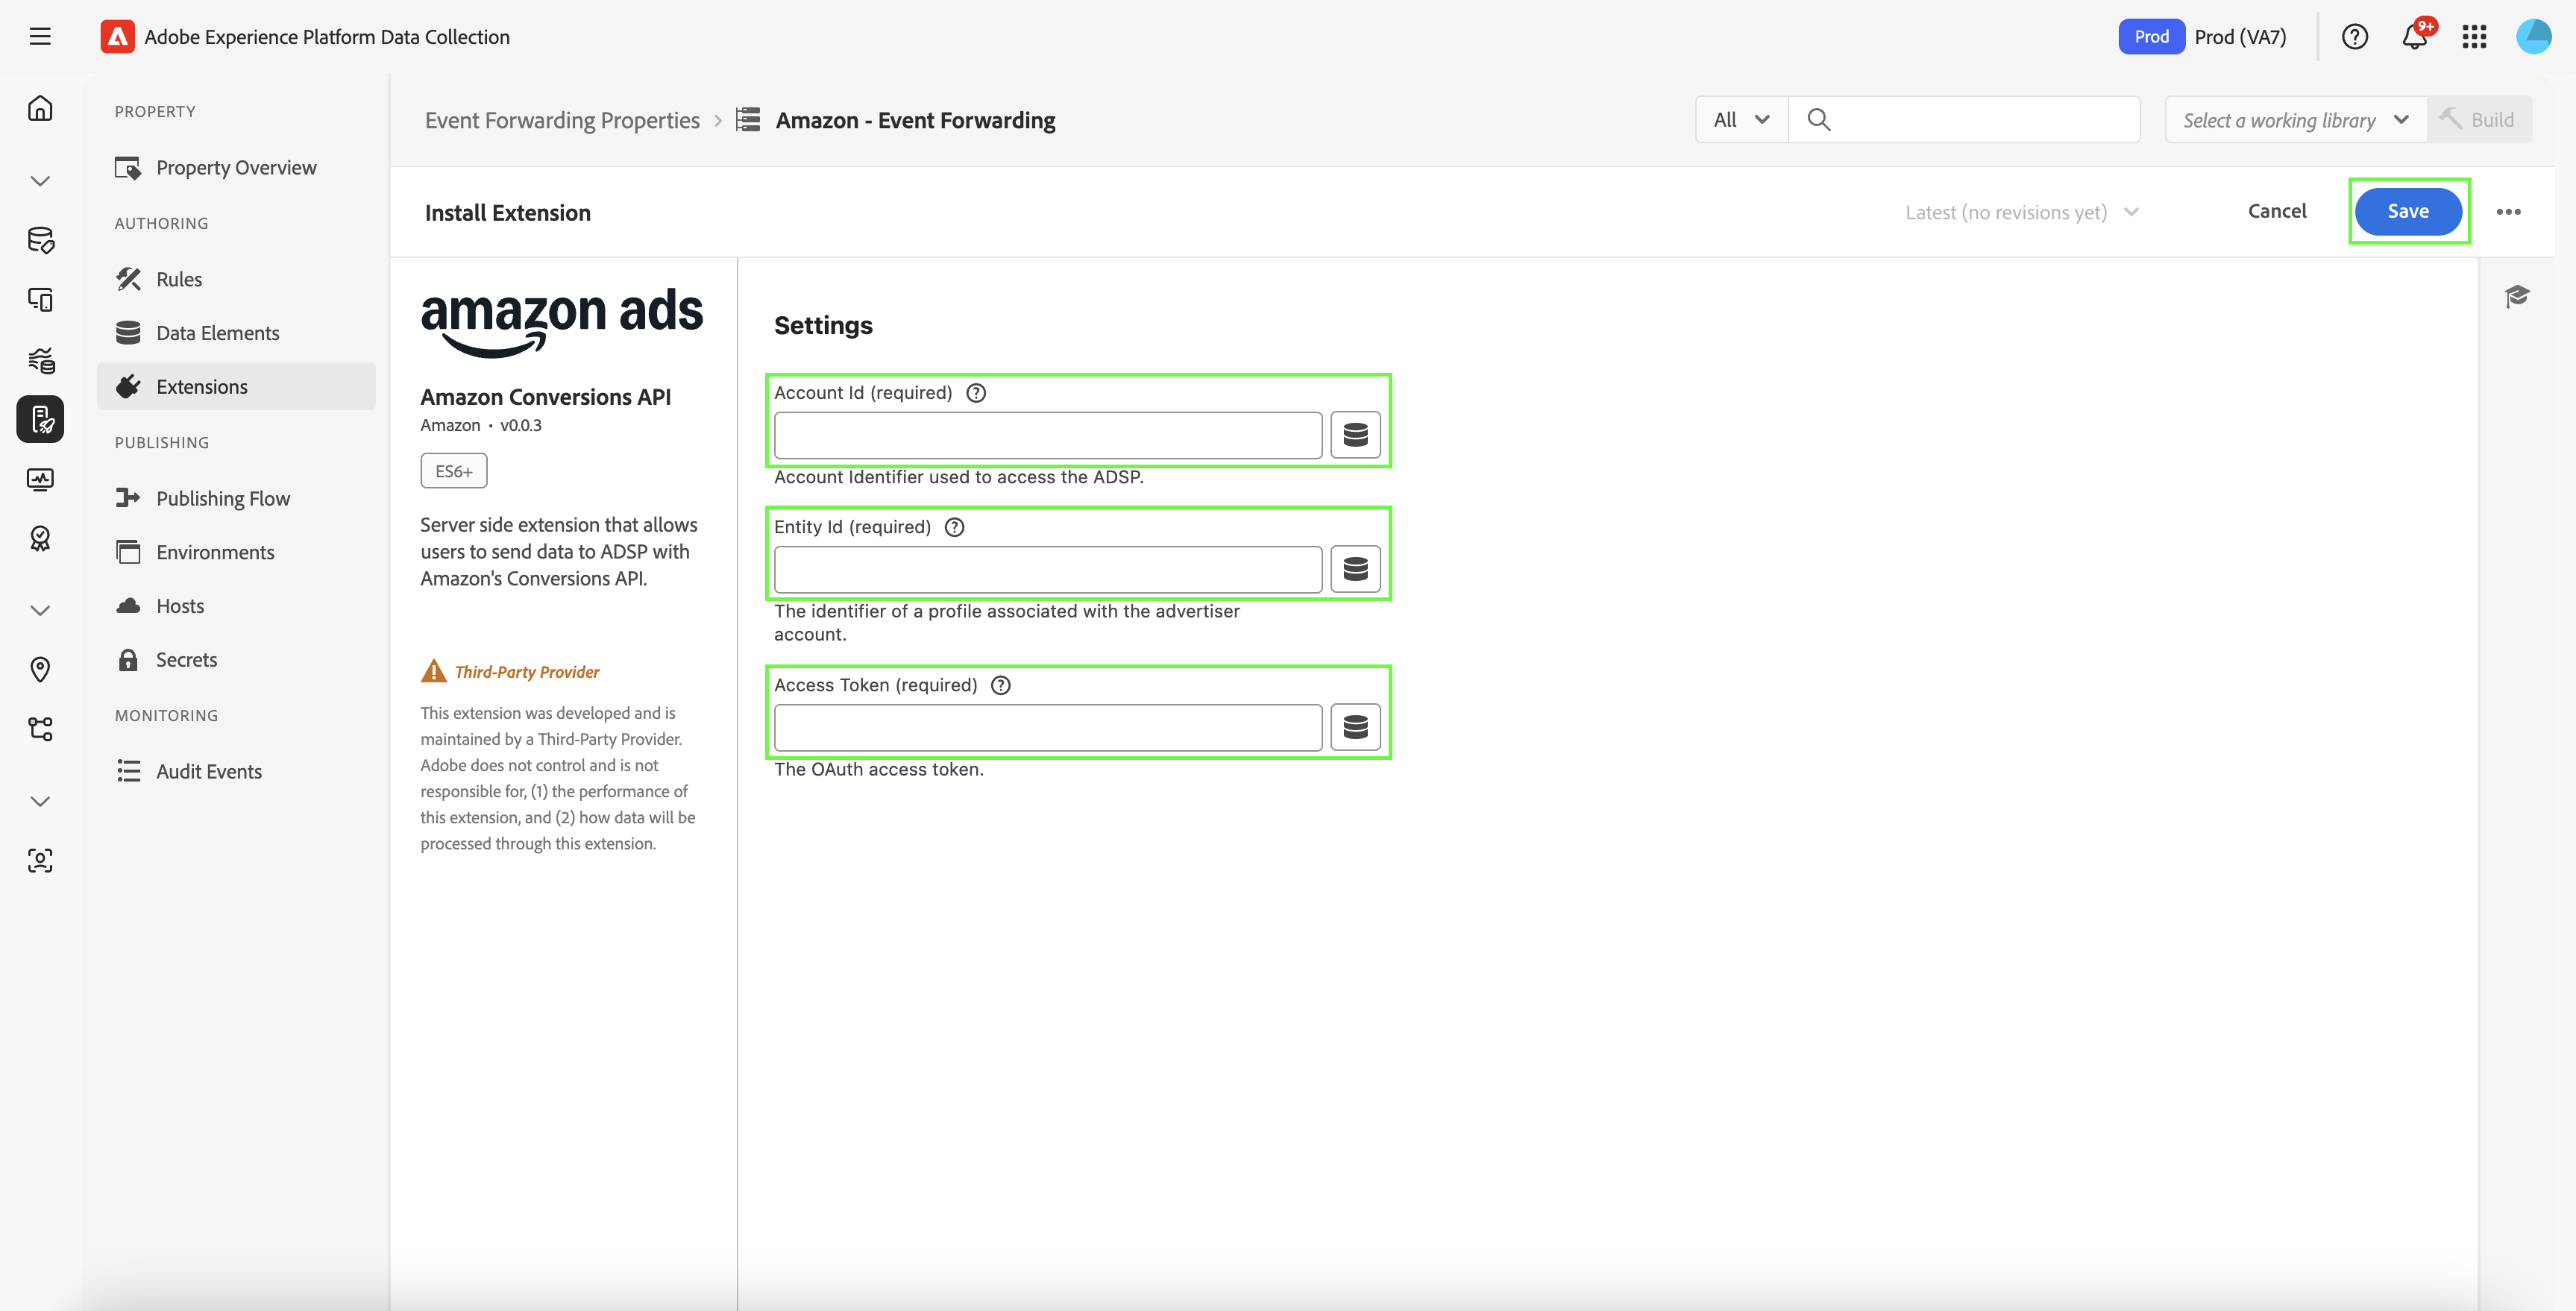 Adobe Experience Platform Data Collection
Prod
Prod (VA7)
9+
PROPERTY
Property Overview
AUTHORING
Rules
Data Elements
Extensions
PUBLISHING
Publishing Flow
Environments
Hosts
Secrets
MONITORING
Audit Events
Event Forwarding Properties
Amazon - Event Forwarding
All
Select a working library
Build
Install Extension
Latest (no revisions yet)
Cancel
Save
amazon ads
Amazon Conversions API
Amazon • v0.0.3
ES6+
Server side extension that allows
users to send data to ADSP with
Amazon's Conversions API.
Third-Party Provider
This extension was developed and is
maintained by a Third-Party Provider.
Adobe does not control and is not
responsible for, (1) the performance of
this extension, and (2) how data will be
processed through this extension.
Settings
Account Id (required)
Account Identifier used to access the ADSP.
Entity Id (required)
The identifier of a profile associated with the advertiser
account.
Access Token (required)
The OAuth access token.